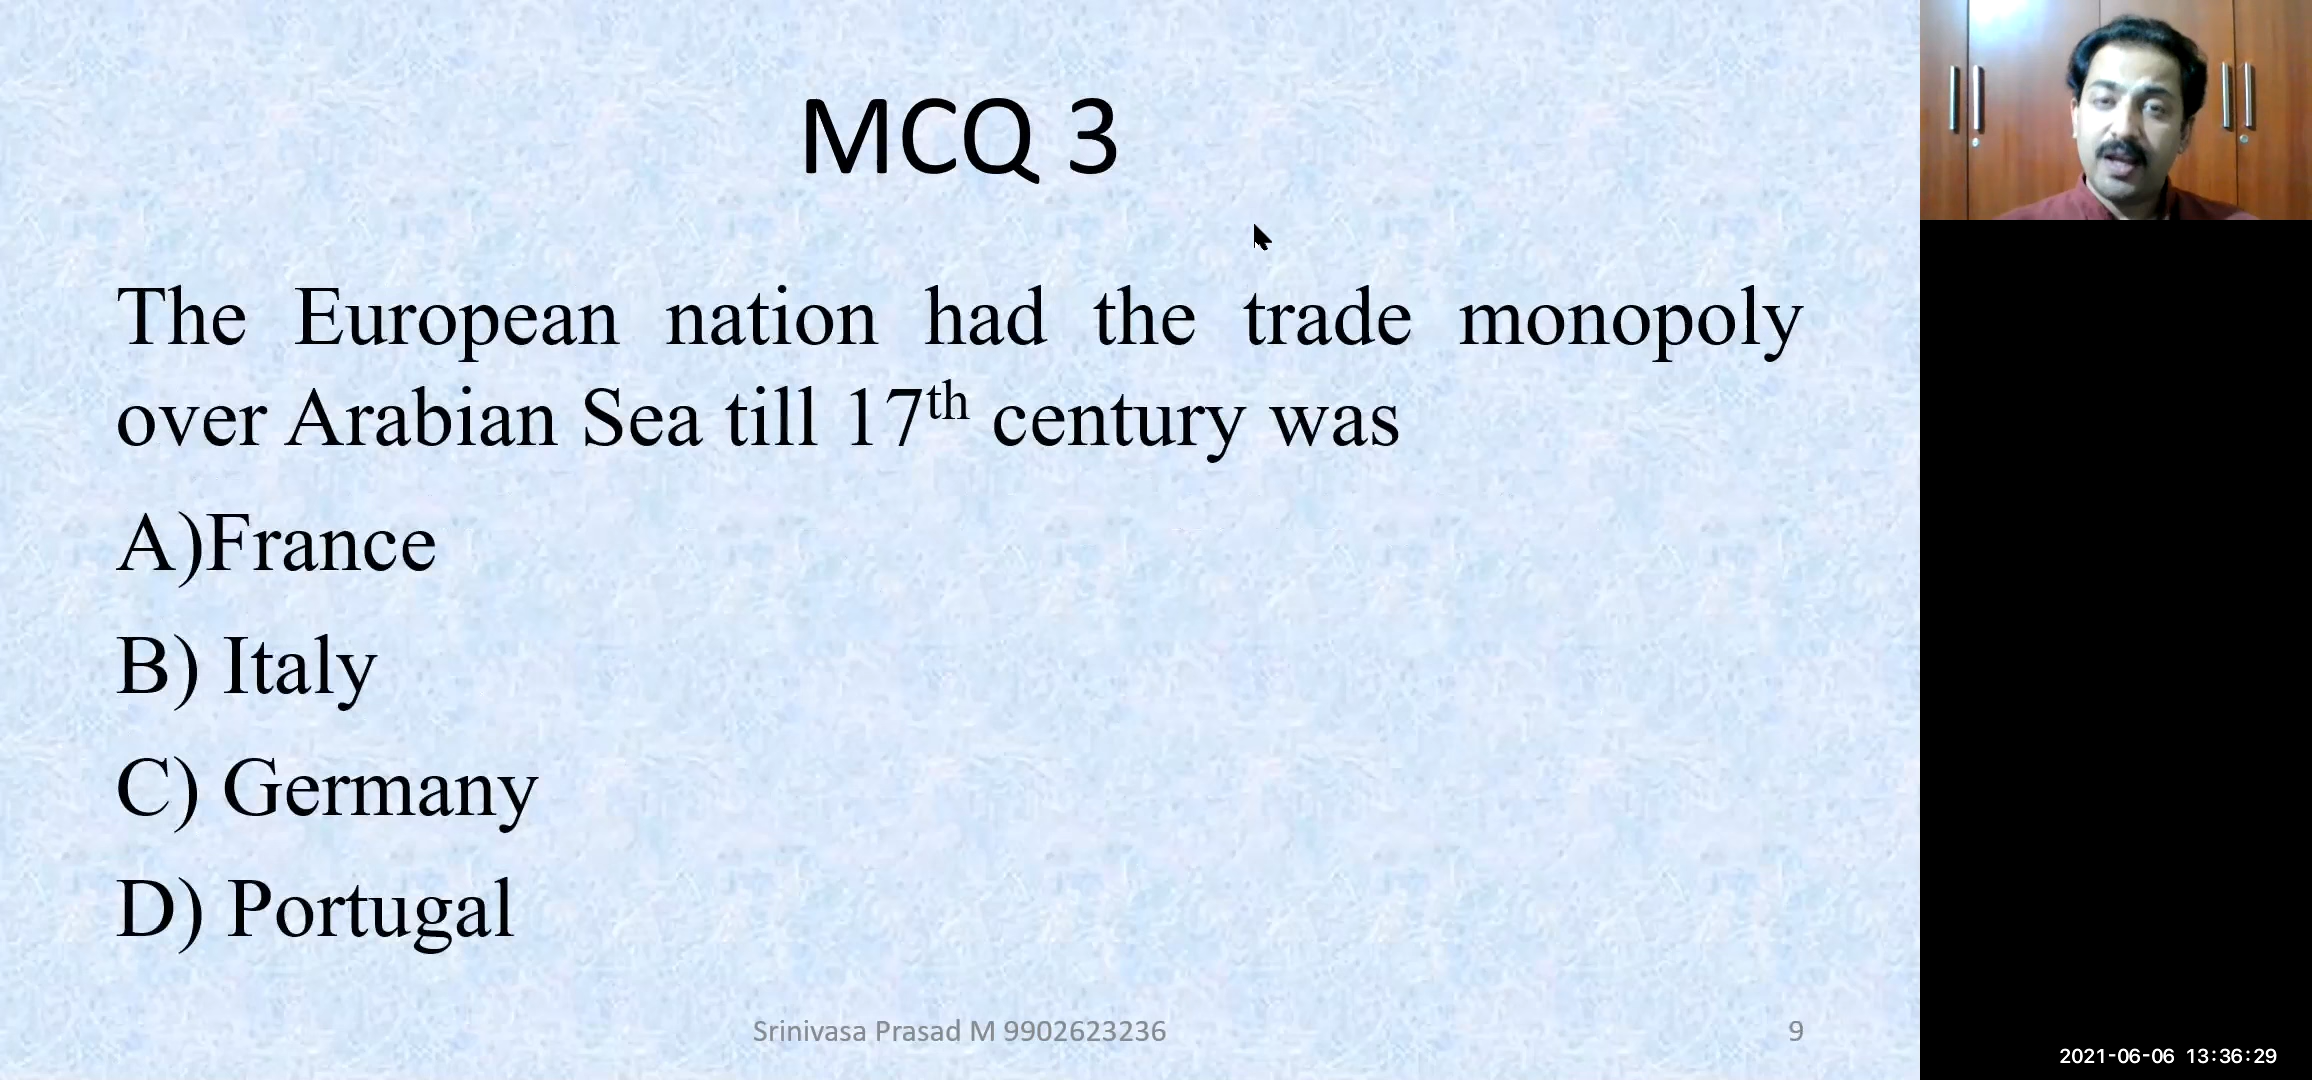 MCQ 3
The European nation had the trade monopoly
over Arabian Sea till 17th century was
A)France
B) Italy
C) Germany
D) Portugal
Srinivasa Prasad M 9902623236
9
2021-06-06 13:36:29